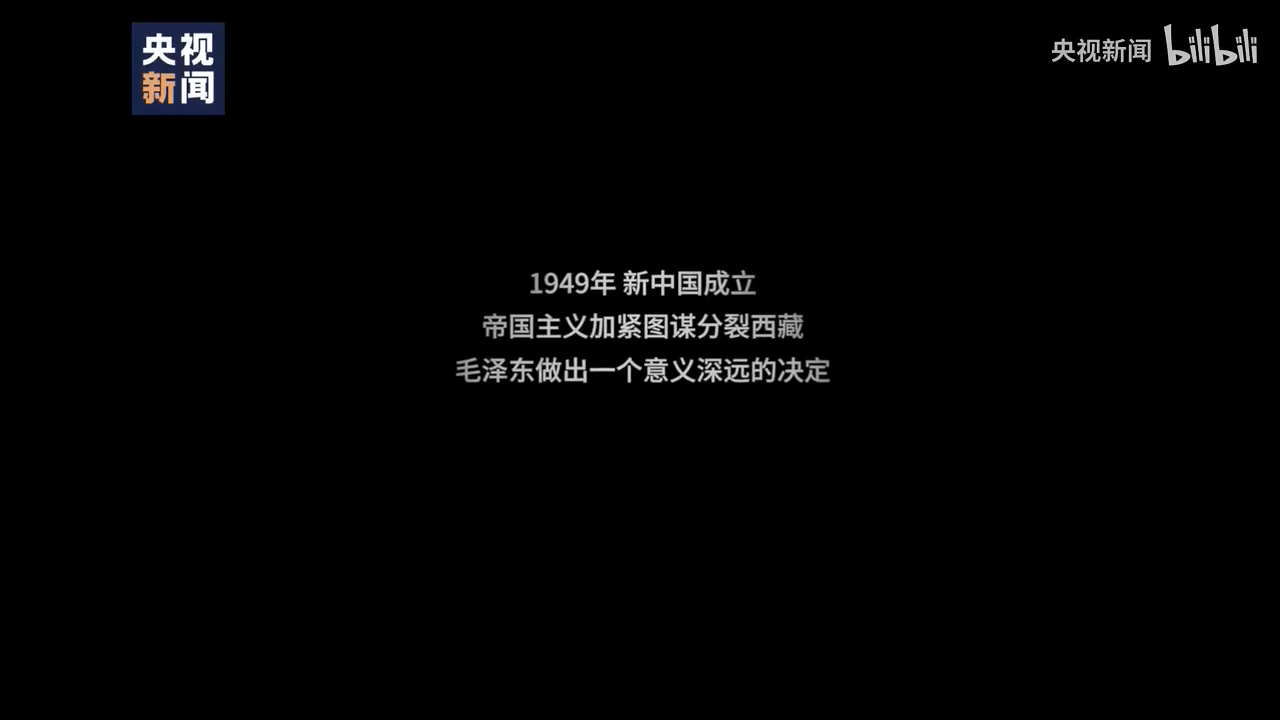 央视
新闻
央视新闻 bilibili
1949年 新中国成立
帝国主义加紧图谋分裂西藏
毛泽东做出一个意义深远的决定